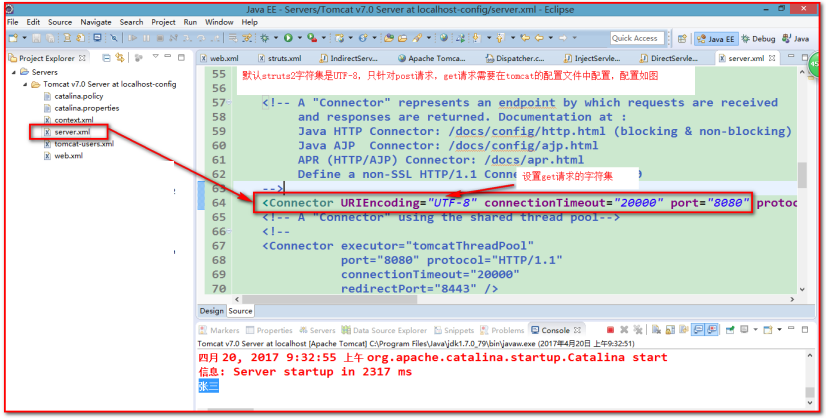 Java EE - Servers/Tomcat v7.0 Server at localhost-config/server.xml - Eclipse
File Edit Source Navigate Search Project Run Window Help
Quick Access
Java EE
Debug
Java
Project Explorer
web.xml
struts.xml
IndirectServ...
Apache Tomca...
Dispatcher.c...
InjectServle...
DirectServle...
server.xml
45
Servers
Tomcat v7.0 Server at localhost-config
catalina.policy
catalina.properties
context.xml
server.xml
tomcat-users.xml
web.xml
55
默认struts2字符集是UTF-8，只针对post请求，get请求需要在tomcat的配置文件中配置，配置如图
56
57 <!-- A "Connector" represents an endpoint by which requests are received
58 and responses are returned. Documentation at :
59 Java HTTP Connector: /docs/config/http.html (blocking & non-blocking)
60 Java AJP  Connector: /docs/config/ajp.html
61 APR (HTTP/AJP) Connector: /docs/apr.html
62 Define a non-SSL HTTP/1.1 Conne
0
设置get请求的字符集
63 -->
64 <Connector URIEncoding="UTF-8" connectionTimeout="20000" port="8080" protoc
65 <!-- A "Connector" using the shared thread pool-->
66 <!--
67 <Connector executor="tomcatThreadPool"
68 port="8080" protocol="HTTP/1.1"
69 connectionTimeout="20000"
70 redirectPort="8443" />
Design Source
Markers
Properties
Servers
Data Source Explorer
Snippets
Problems
Console
Tomcat v7.0 Server at localhost [Apache Tomcat] C:\Program Files\Java\jdk1.7.0_79\bin\javaw.exe (2017年4月20日 上午9:32:51)
四月 20, 2017 9:32:55 上午 org.apache.catalina.startup.Catalina start
信息: Server startup in 2317 ms
张三